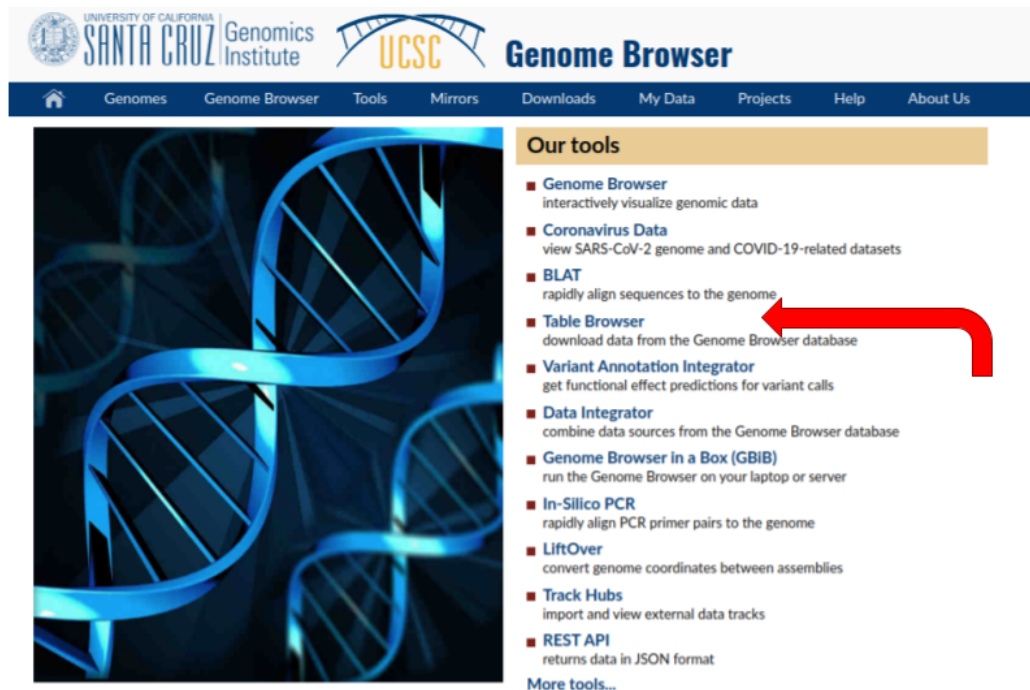 UNIVERSITY OF CALIFORNIA
SANTA CRUZ
Genomics
Institute
UCSC
Genome Browser
Genomes Genome Browser Tools Mirrors Downloads My Data Projects Help About Us
Our tools
Genome Browser
interactively visualize genomic data
Coronavirus Data
view SARS-CoV-2 genome and COVID-19-related datasets
BLAT
rapidly align sequences to the genome
Table Browser
download data from the Genome Browser database
Variant Annotation Integrator
get functional effect predictions for variant calls
Data Integrator
combine data sources from the Genome Browser database
Genome Browser in a Box (GBiB)
run the Genome Browser on your laptop or server
In-Silico PCR
rapidly align PCR primer pairs to the genome
LiftOver
convert genome coordinates between assemblies
Track Hubs
import and view external data tracks
REST API
returns data in JSON format
More tools...